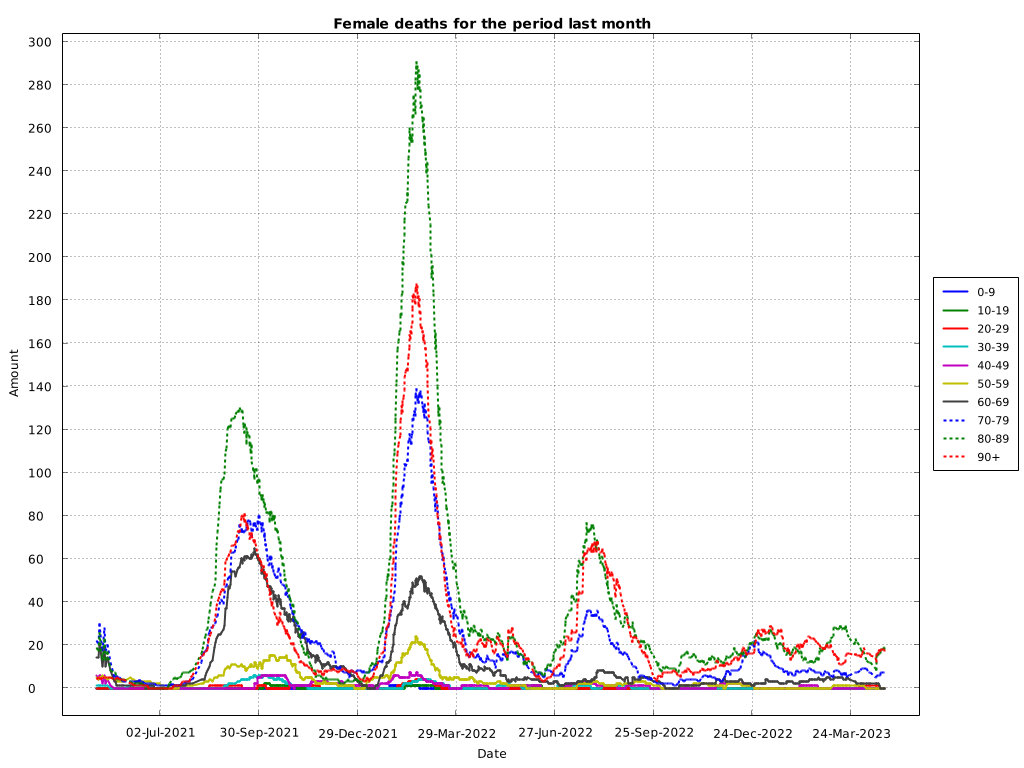 Female deaths for the period last month
300
280
260
240
220
200
180
160
140
120
100
80
60
40
20
0
Amount
02-Jul-2021
30-Sep-2021
29-Dec-2021
29-Mar-2022
27-Jun-2022
25-Sep-2022
24-Dec-2022
24-Mar-2023
Date
0-9
10-19
20-29
30-39
40-49
50-59
60-69
70-79
80-89
90+